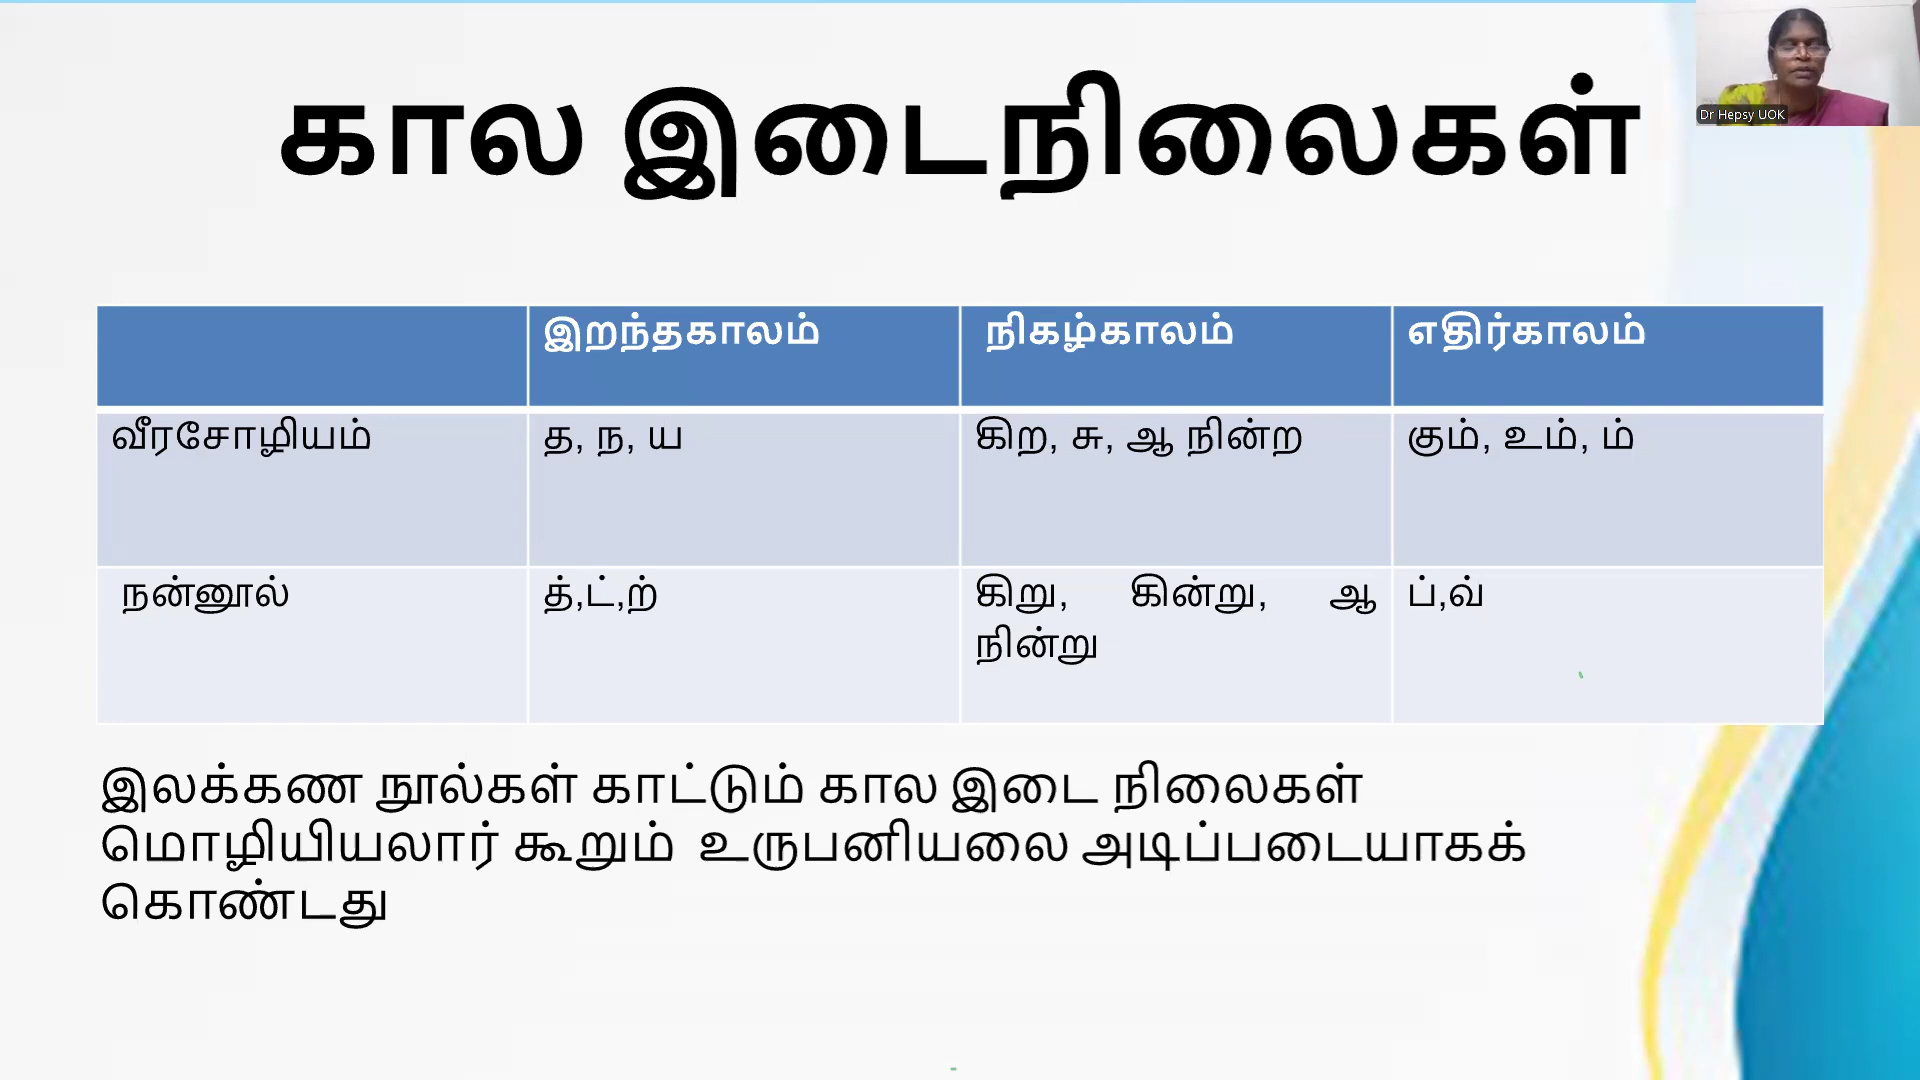 கால இடைநிலைகள்
Dr Hepsy UOK
இறந்தகாலம் நிகழ்காலம் எதிர்காலம்
வீரசோழியம் த, ந, ய கிற, சு, ஆ நின்ற கும், உம், ம்
நன்னூல் த்,ட்,ற் கிறு, கின்று, ஆ ப்,வ்
நின்று
இலக்கண நூல்கள் காட்டும் கால இடை நிலைகள்
மொழியியலார் கூறும் உருபனியலை அடிப்படையாகக்
கொண்டது